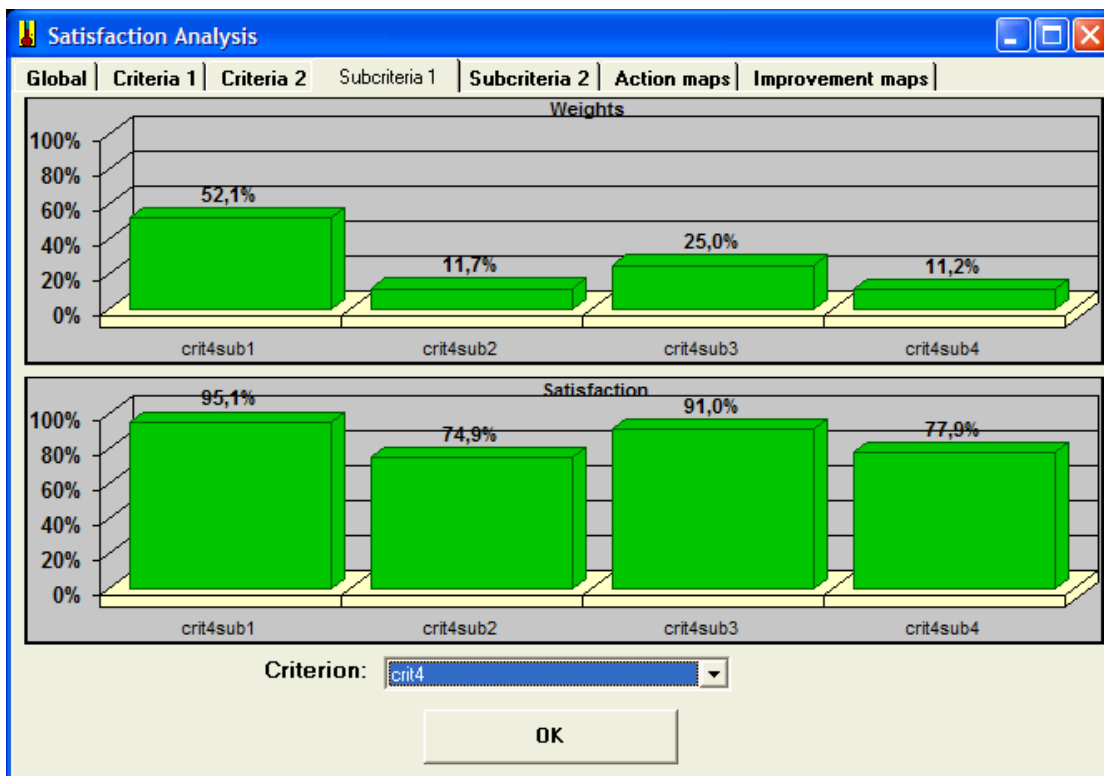 Satisfaction Analysis
Global Criteria 1 Criteria 2 Subcriteria 1 Subcriteria 2 Action maps Improvement maps
Weights
100%
80%
60%
40%
20%
0%
52,1%
11,7%
25,0%
11,2%
crit4sub1 crit4sub2 crit4sub3 crit4sub4
Satisfaction
100%
80%
60%
40%
20%
0%
95,1%
74,9%
91,0%
77,9%
crit4sub1 crit4sub2 crit4sub3 crit4sub4
Criterion: crit4
OK